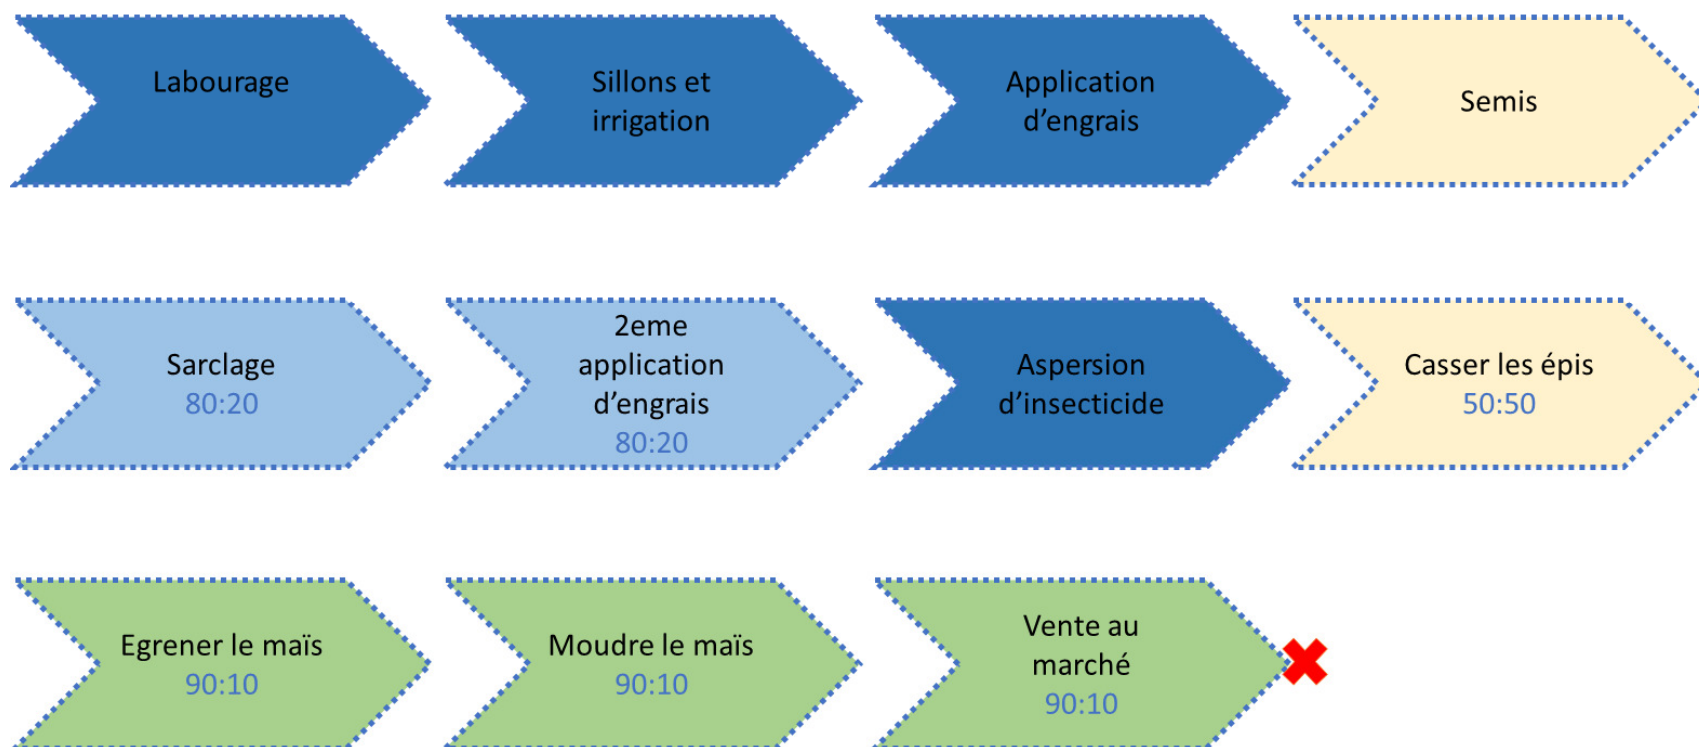 Labourage
Sillons et
irrigation
Application
d’engrais
Semis
Sarclage
80:20
2eme
application
d’engrais
80:20
Aspersion
d’insecticide
Casser les épis
50:50
Egrener le maïs
90:10
Moudre le maïs
90:10
Vente au
marché
90:10